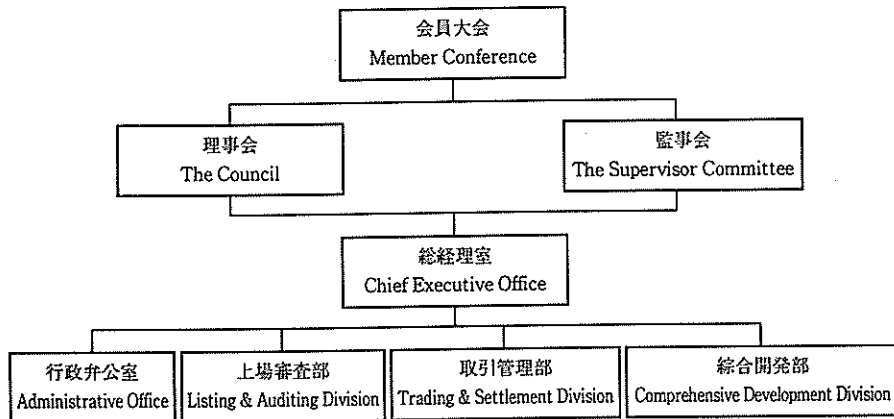 会員大会
Member Conference
理事会
The Council
監事会
The Supervisor Committee
総経理室
Chief Executive Office
行政弁公室
Administrative Office
上場審査部
Listing & Auditing Division
取引管理部
Trading & Settlement Division
綜合開発部
Comprehensive Development Division